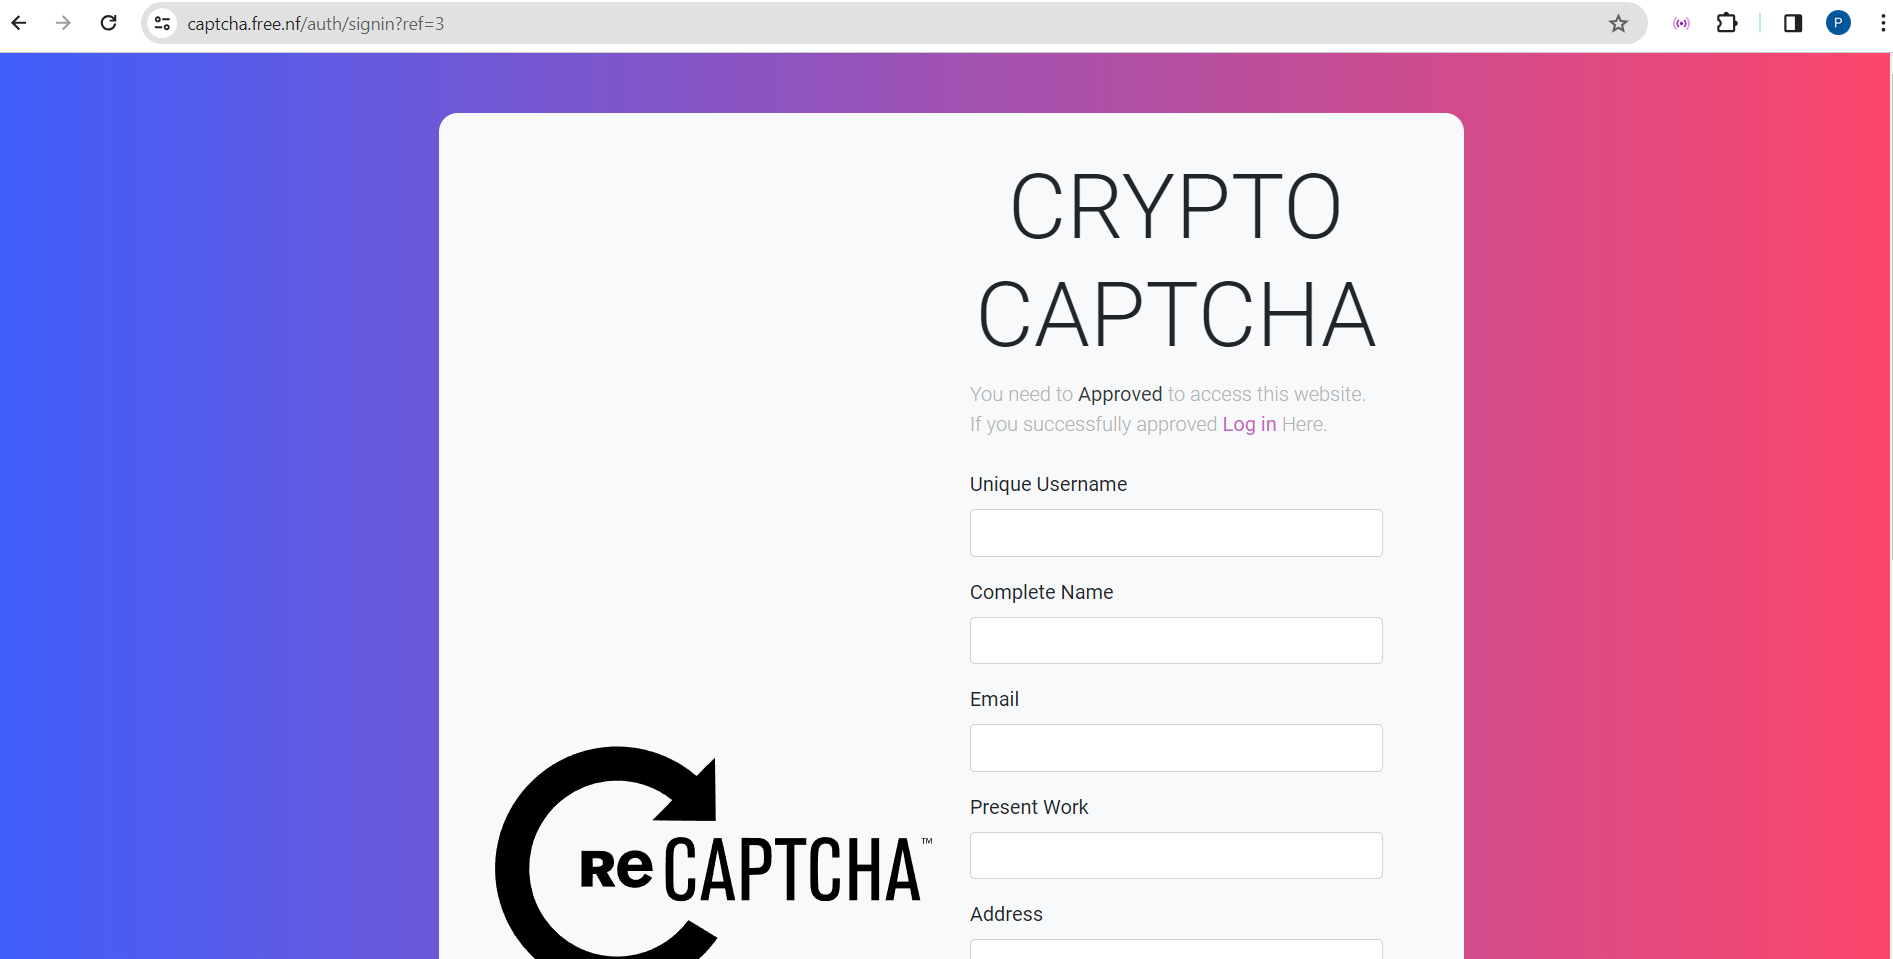 captcha.free.nf/auth/signin?ref=3
P
CRYPTO
CAPTCHA
You need to Approved to access this website.
If you successfully approved Log in Here.
Unique Username
Complete Name
Email
Present Work
Address
ReCAPTCHA™